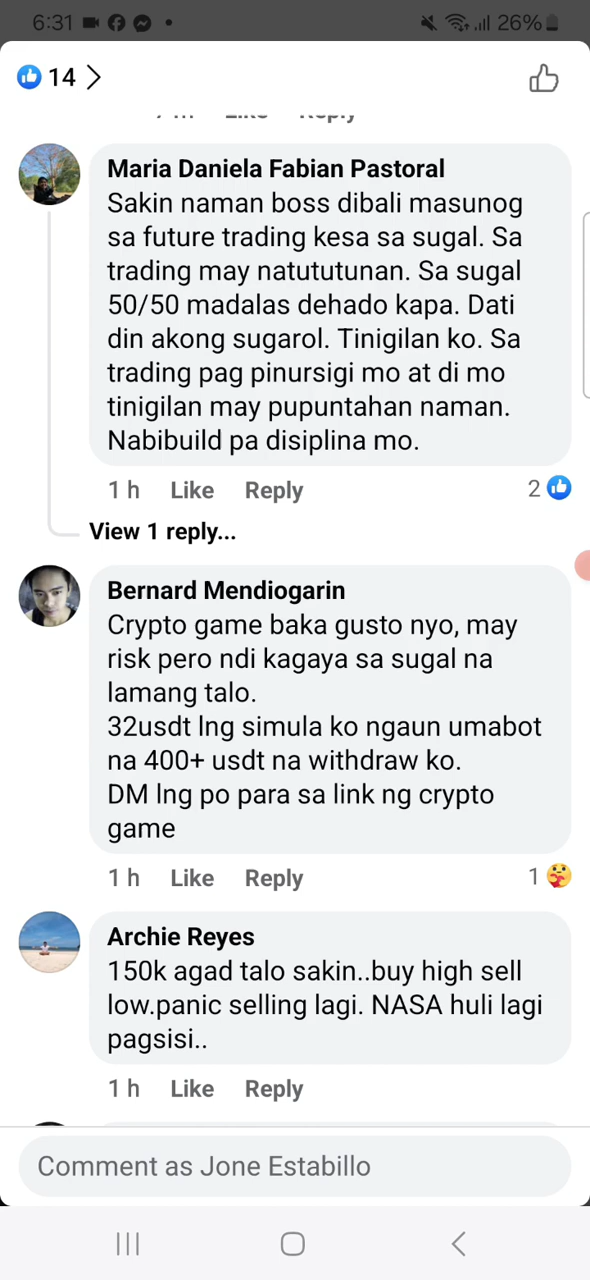 6:31
26%
14
Maria Daniela Fabian Pastoral
Sakin naman boss dibali masunog
sa future trading kesa sa sugal. Sa
trading may natututunan. Sa sugal
50/50 madalas dehado kapa. Dati
din akong sugarol. Tinigilan ko. Sa
trading pag pinursigi mo at di mo
tinigilan may pupuntahan naman.
Nabibuild pa disiplina mo.
1 h Like Reply 2
View 1 reply...
Bernard Mendiogarin
Crypto game baka gusto nyo, may
risk pero ndi kagaya sa sugal na
lamang talo.
32usdt lng simula ko ngaun umabot
na 400+ usdt na withdraw ko.
DM lng po para sa link ng crypto
game
1 h Like Reply 1
Archie Reyes
150k agad talo sakin..buy high sell
low.panic selling lagi. NASA huli lagi
pagsisi..
1 h Like Reply
Comment as Jone Estabillo